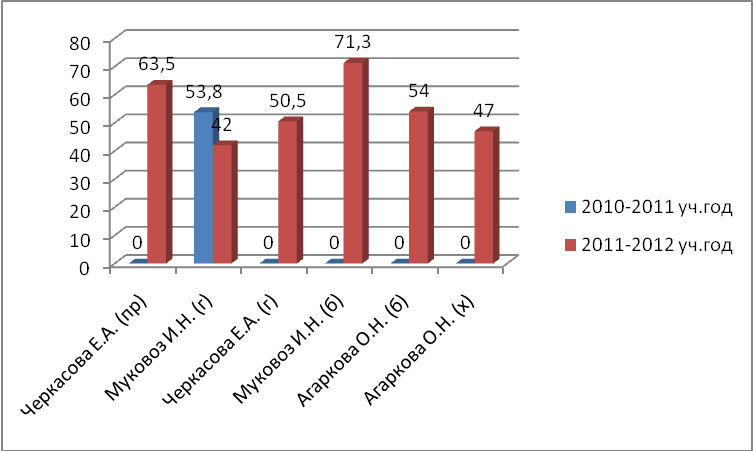 80
70
60
50
40
30
20
10
0
63,5
53,8
42
50,5
71,3
54
47
0
0
0
0
0
Черкасова Е.А. (пр)
Муковоз И.Н. (г)
Черкасова Е.А. (г)
Муковоз И.Н. (б)
Агаркова О.Н. (б)
Агаркова О.Н. (х)
2010-2011 уч.год
2011-2012 уч.год